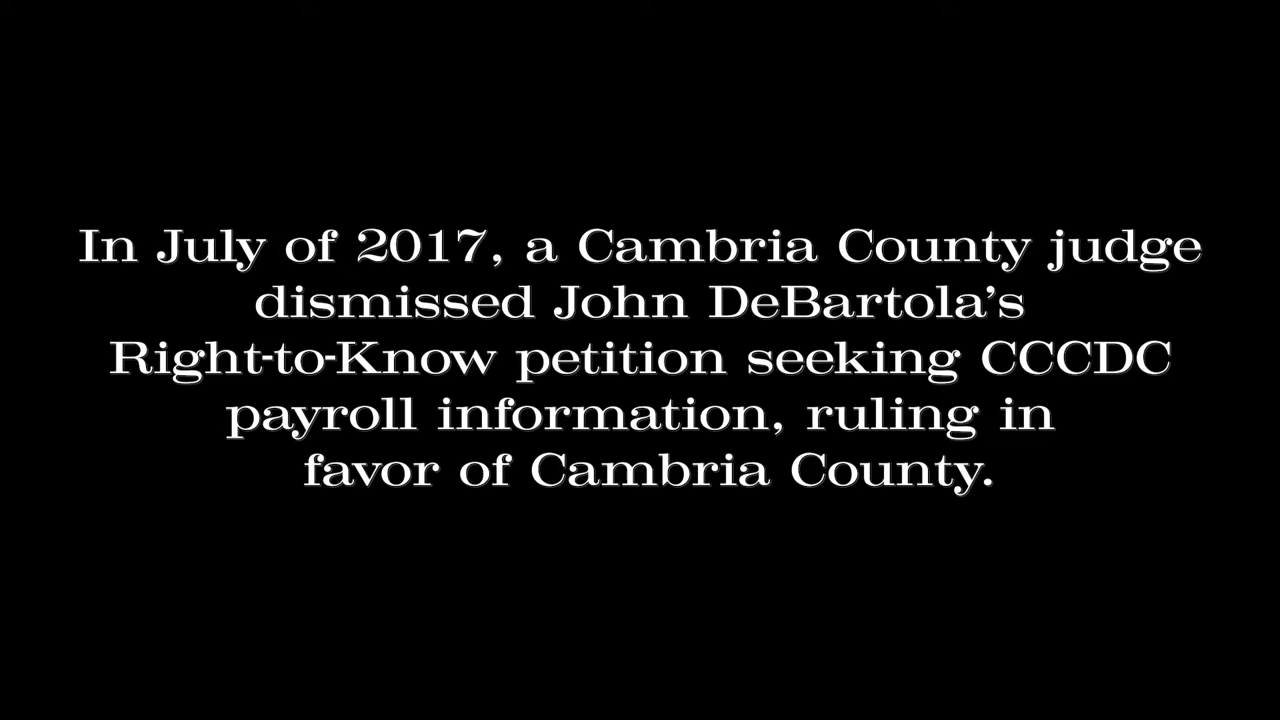 In July of 2017, a Cambria County judge
dismissed John DeBartola’s
Right-to-Know petition seeking CCCDC
payroll information, ruling in
favor of Cambria County.